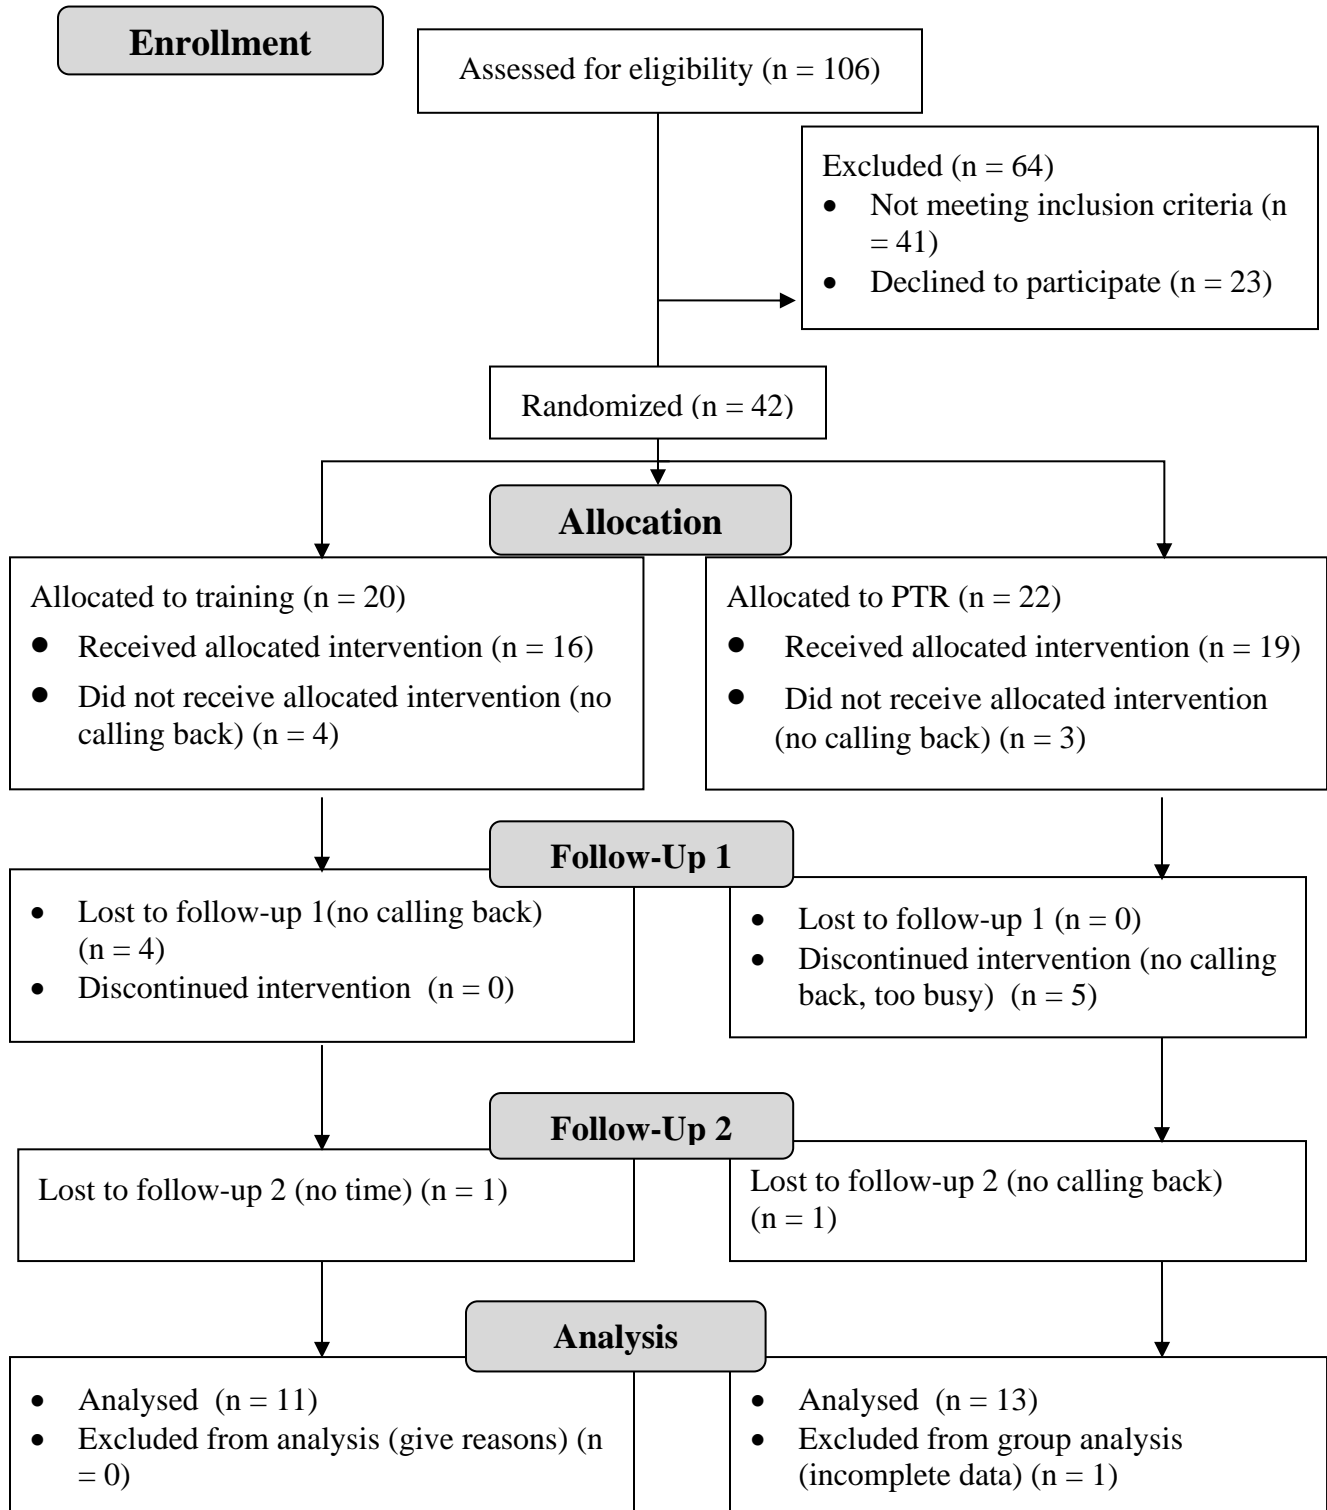 Enrollment
Assessed for eligibility (n = 106)
Excluded (n = 64)
• Not meeting inclusion criteria (n
= 41)
• Declined to participate (n = 23)
Randomized (n = 42)
Allocation
Allocated to training (n = 20)
● Received allocated intervention (n = 16)
● Did not receive allocated intervention (no
calling back) (n = 4)
Allocated to PTR (n = 22)
● Received allocated intervention (n = 19)
● Did not receive allocated intervention
(no calling back) (n = 3)
Follow-Up 1
• Lost to follow-up 1(no calling back)
(n = 4)
• Discontinued intervention (n = 0)
• Lost to follow-up 1 (n = 0)
• Discontinued intervention (no calling
back, too busy) (n = 5)
Follow-Up 2
Lost to follow-up 2 (no time) (n = 1)
Lost to follow-up 2 (no calling back)
(n = 1)
Analysis
• Analysed (n = 11)
• Excluded from analysis (give reasons) (n
= 0)
• Analysed (n = 13)
• Excluded from group analysis
(incomplete data) (n = 1)